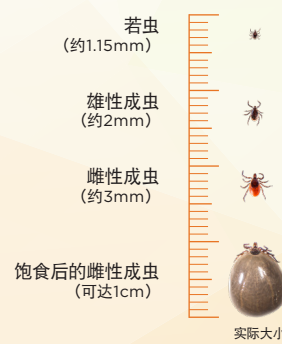 若虫
（约1.15mm）
雄性成虫
（约2mm）
雌性成虫
（约3mm）
饱食后的雌性成虫
（可达1cm）
实际大小